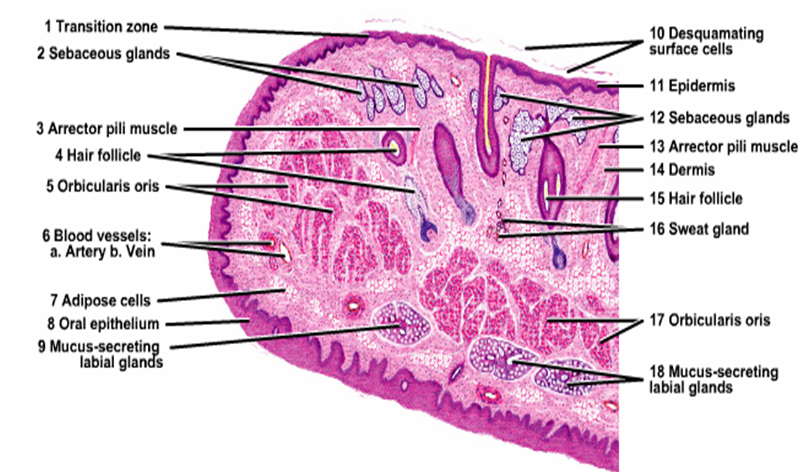 1 Transition zone
2 Sebaceous glands
3 Arrector pili muscle
4 Hair follicle
5 Orbicularis oris
6 Blood vessels:
a. Artery b. Vein
7 Adipose cells
8 Oral epithelium
9 Mucus-secreting
labial glands
10 Desquamating
surface cells
11 Epidermis
12 Sebaceous glands
13 Arrector pili muscle
14 Dermis
15 Hair follicle
16 Sweat gland
17 Orbicularis oris
18 Mucus-secreting
labial glands